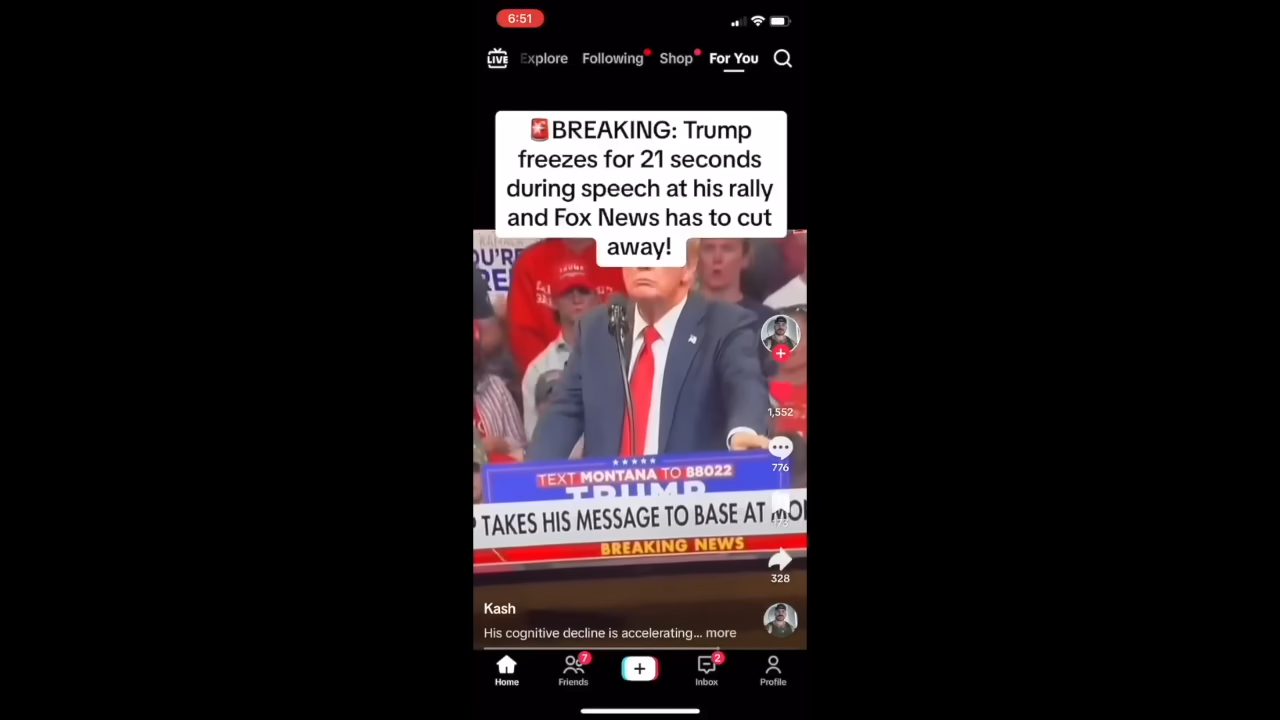 6:51
LIVE Explore Following Shop For You
🚨BREAKING: Trump
freezes for 21 seconds
during speech at his rally
and Fox News has to cut
away!
TRUMP
1,552
776
TEXT MONTANA TO 88022
TRUMP
TAKES HIS MESSAGE TO BASE AT
BREAKING NEWS
328
Kash
His cognitive decline is accelerating... more
7
2
Home Friends Inbox Profile